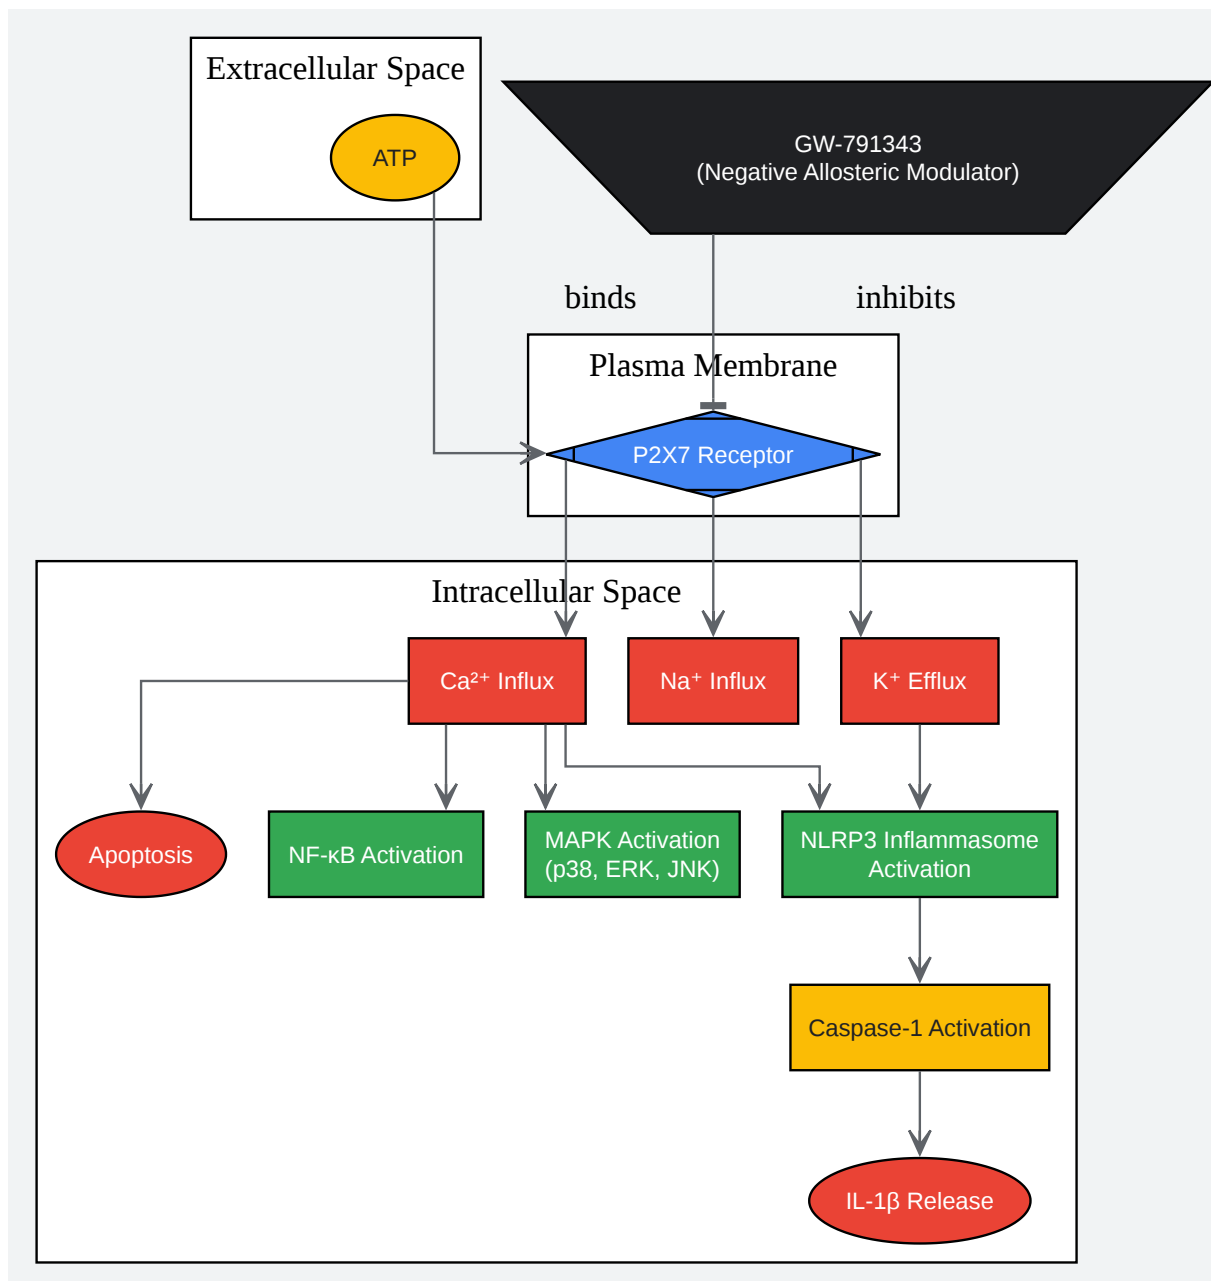 Extracellular Space
ATP
GW-791343
(Negative Allosteric Modulator)
binds
inhibits
Plasma Membrane
P2X7 Receptor
Intracellular Space
Ca²⁺ Influx
Na⁺ Influx
K⁺ Efflux
Apoptosis
NF-κB Activation
MAPK Activation
(p38, ERK, JNK)
NLRP3 Inflammasome
Activation
Caspase-1 Activation
IL-1β Release